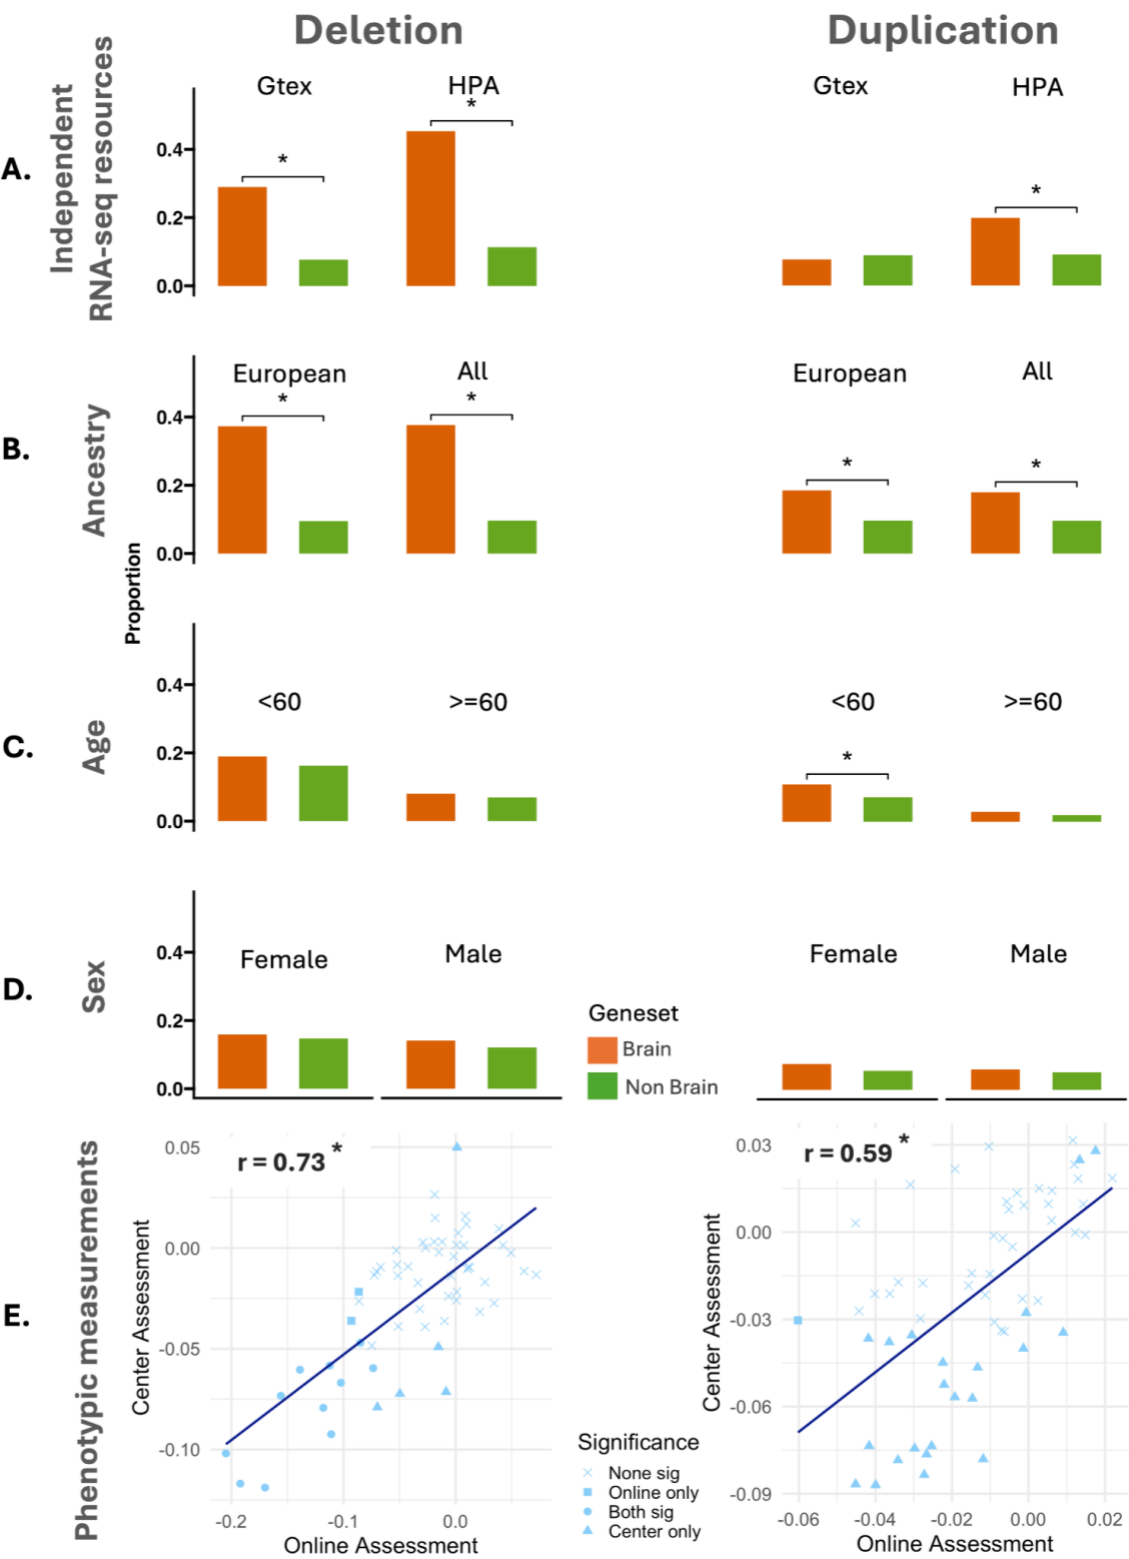 Deletion
Duplication
A.
Independent
RNA-seq resources
Gtex
HPA
Gtex
HPA
*
*
*
0.4
0.2
0.0
B.
Ancestry
European
All
European
All
*
*
*
*
0.4
0.2
0.0
Proportion
C.
Age
<60
>=60
<60
>=60
*
0.4
0.2
0.0
D.
Sex
Female
Male
Female
Male
0.4
0.2
0.0
Geneset
Brain
Non Brain
E.
Phenotypic measurements
r = 0.73 *
0.05
0.00
-0.05
-0.10
Center Assessment
-0.2
-0.1
0.0
Online Assessment
Significance
None sig
Online only
Both sig
Center only
r = 0.59 *
0.03
0.00
-0.03
-0.06
-0.09
Center Assessment
-0.06
-0.04
-0.02
0.00
0.02
Online Assessment